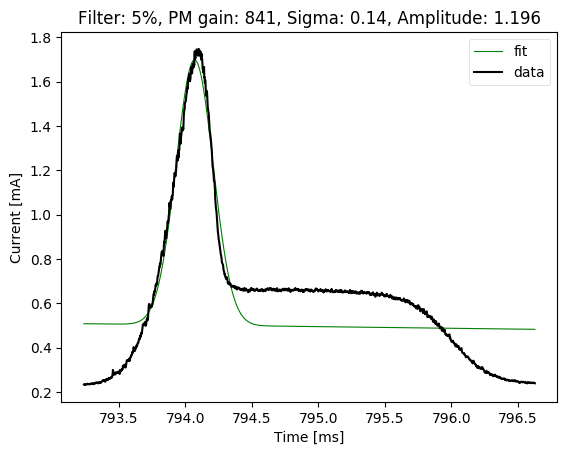 Filter: 5%, PM gain: 841, Sigma: 0.14, Amplitude: 1.196
fit
data
1.8
1.6
1.4
1.2
1.0
0.8
0.6
0.4
0.2
Current [mA]
793.5 794.0 794.5 795.0 795.5 796.0 796.5
Time [ms]